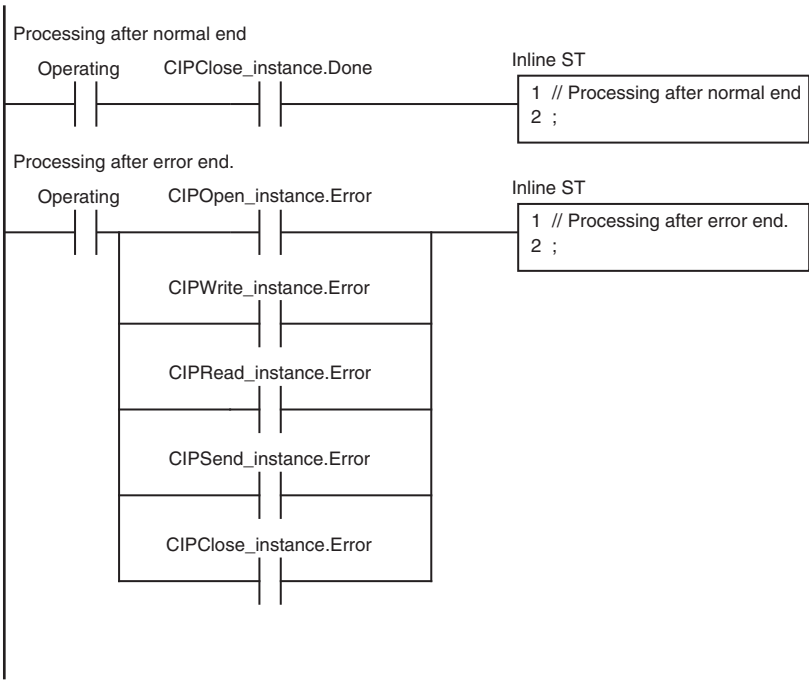 Processing after normal end
Operating
CIPClose_instance.Done
Inline ST
1 // Processing after normal end
2 ;
Processing after error end.
Operating
CIPOpen_instance.Error
Inline ST
1 // Processing after error end.
2 ;
CIPWrite_instance.Error
CIPRead_instance.Error
CIPSend_instance.Error
CIPClose_instance.Error